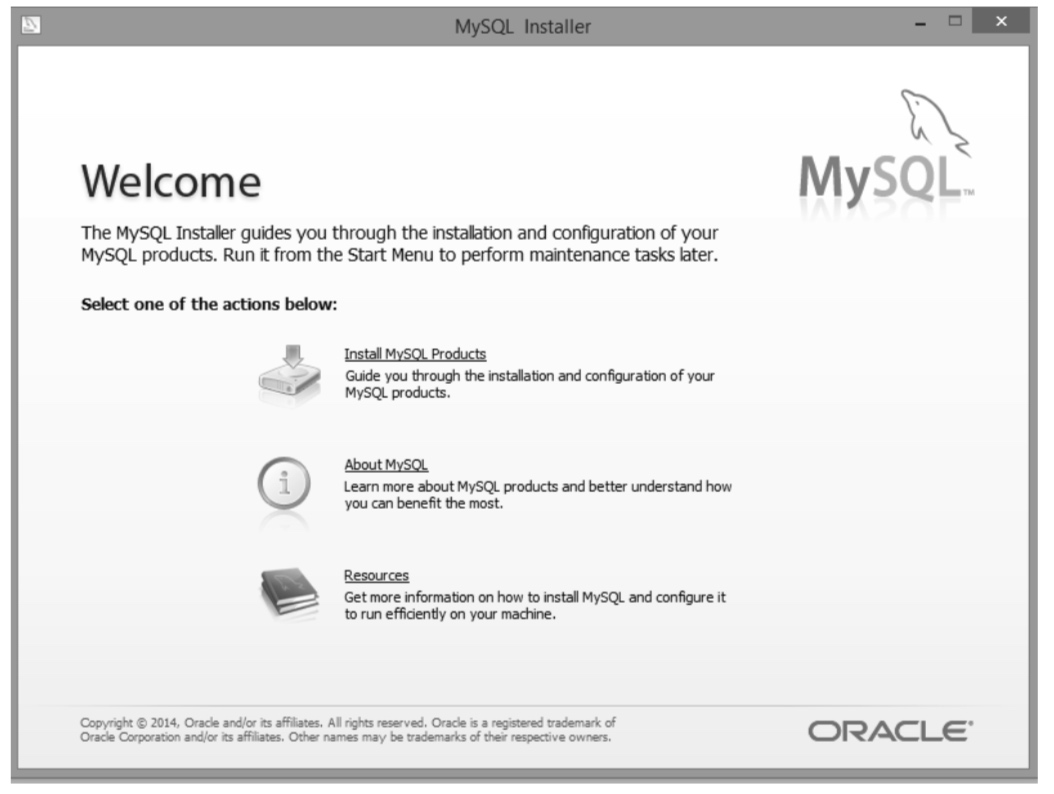 MySQL Installer
MySQL™
Welcome
The MySQL Installer guides you through the installation and configuration of your
MySQL products. Run it from the Start Menu to perform maintenance tasks later.
Select one of the actions below:
Install MySQL Products
Guide you through the installation and configuration of your
MySQL products.
About MySQL
Learn more about MySQL products and better understand how
you can benefit the most.
Resources
Get more information on how to install MySQL and configure it
to run efficiently on your machine.
Copyright © 2014, Oracle and/or its affiliates. All rights reserved. Oracle is a registered trademark of
Oracle Corporation and/or its affiliates. Other names may be trademarks of their respective owners.
ORACLE®